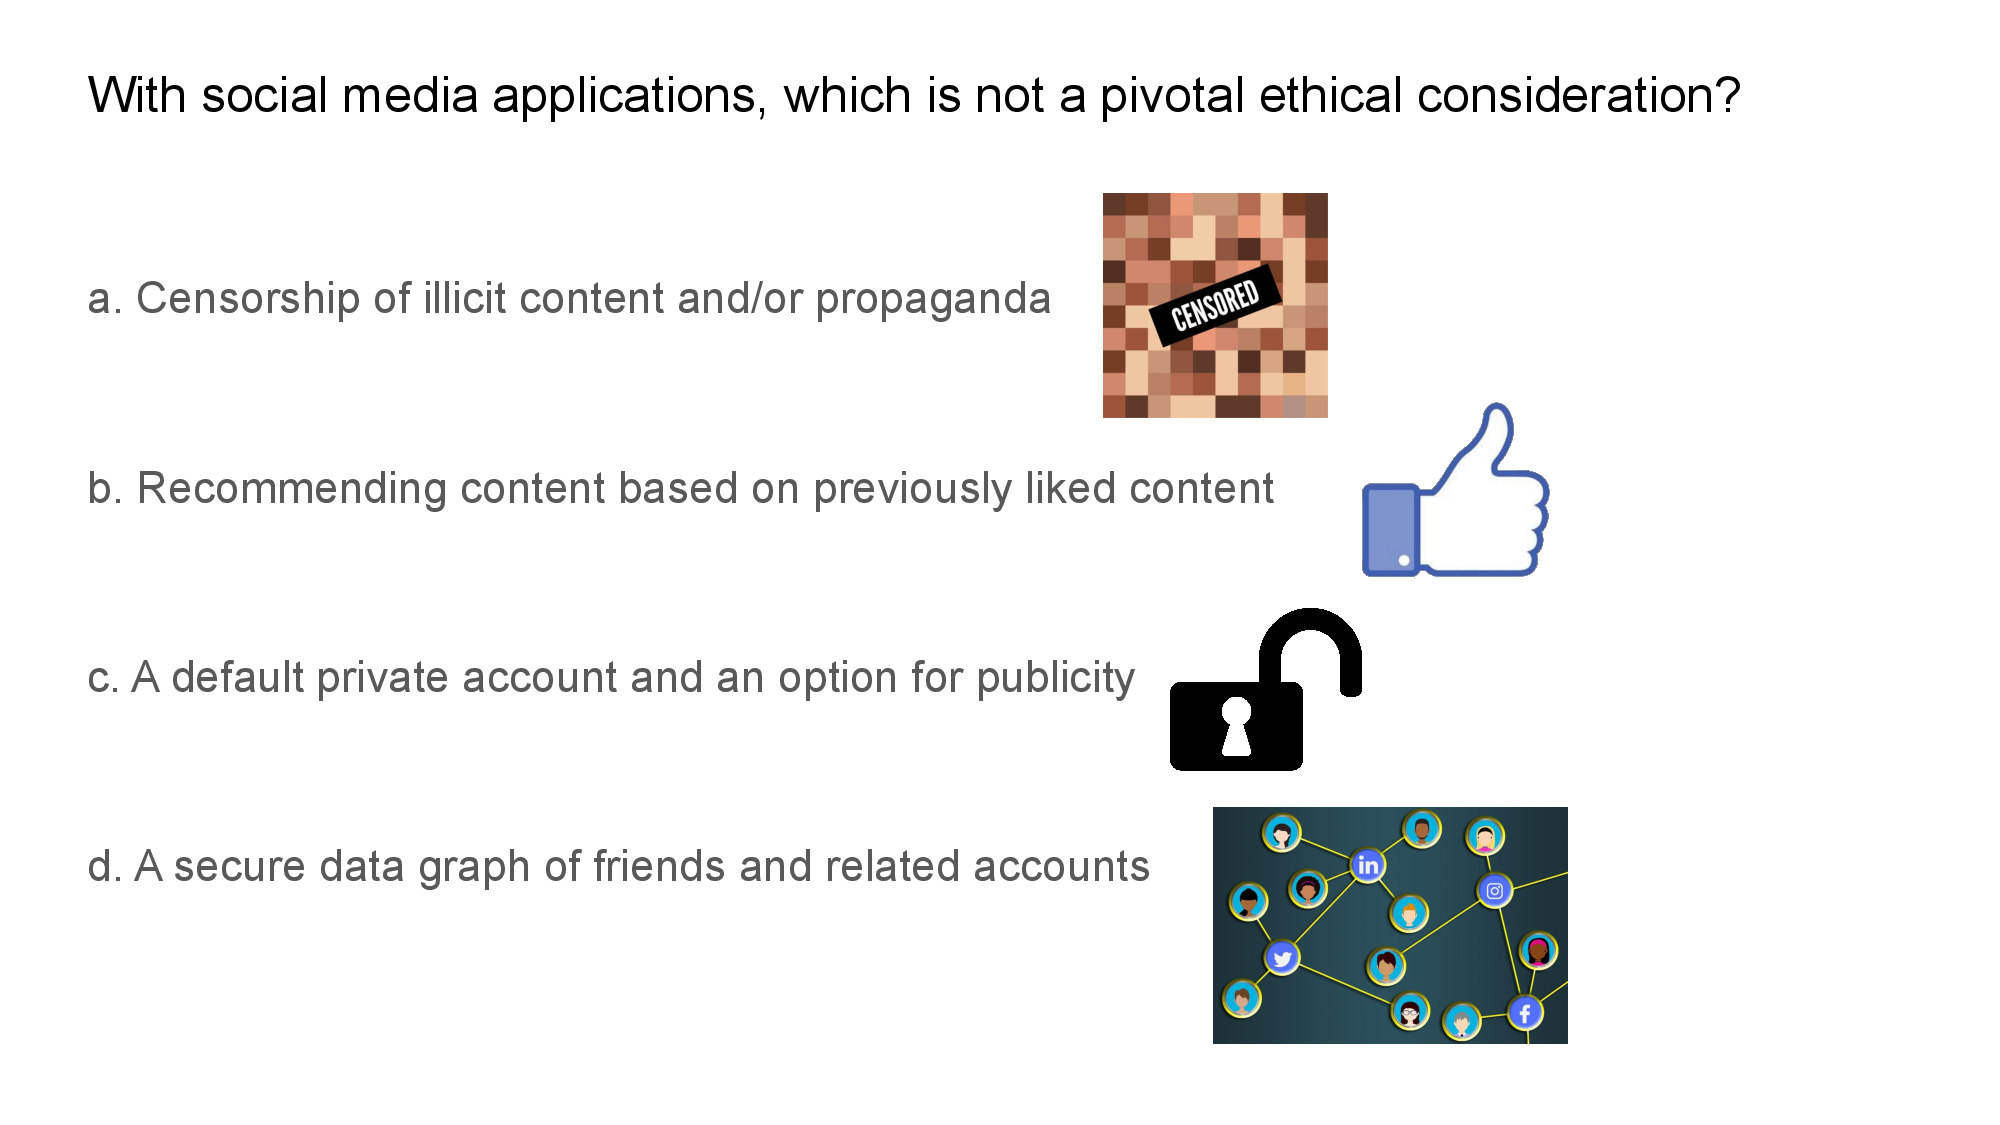 With social media applications, which is not a pivotal ethical consideration?
a. Censorship of illicit content and/or propaganda
CENSORED
b. Recommending content based on previously liked content
c. A default private account and an option for publicity
d. A secure data graph of friends and related accounts
in
f